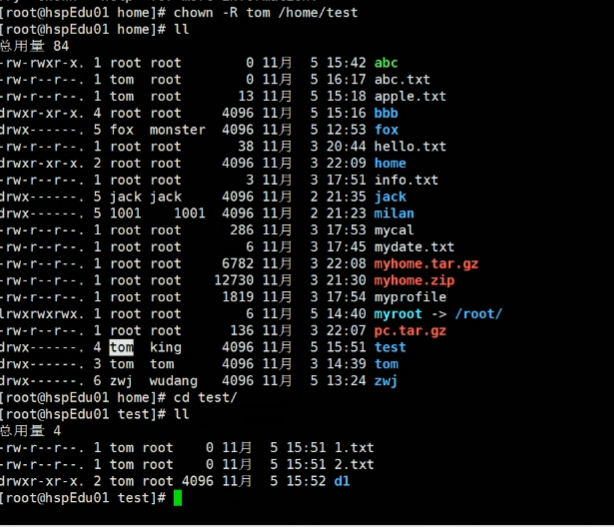 [root@hspEdu01 home]# chown -R tom /home/test
[root@hspEdu01 home]# ll
总用量 84
-rw-rwxr-x. 1 root root 0 11月 5 15:42 abc
-rw-r--r--. 1 tom root 0 11月 5 16:17 abc.txt
-rw-r--r--. 1 tom root 13 11月 5 15:18 apple.txt
drwxr-xr-x. 4 root root 4096 11月 5 15:16 bbb
drwx------. 5 fox monster 4096 11月 5 12:53 fox
-rw-r--r--. 1 root root 38 11月 3 20:44 hello.txt
drwxr-xr-x. 2 root root 4096 11月 3 22:09 home
-rw-r--r--. 1 root root 3 11月 3 17:51 info.txt
drwx------. 5 jack jack 4096 11月 2 21:35 jack
drwx------. 5 1001 1001 4096 11月 2 21:23 milan
-rw-r--r--. 1 root root 286 11月 3 17:53 mycal
-rw-r--r--. 1 root root 6 11月 3 17:45 mydate.txt
-rw-r--r--. 1 root root 6782 11月 3 22:08 myhome.tar.gz
-rw-r--r--. 1 root root 12730 11月 3 21:30 myhome.zip
-rw-r--r--. 1 root root 1819 11月 3 17:54 myprofile
lrwxrwxrwx. 1 root root 6 11月 5 14:40 myroot -> /root/
-rw-r--r--. 1 root root 136 11月 3 22:07 pc.tar.gz
drwx------. 4 tom king 4096 11月 5 15:51 test
drwx------. 3 tom tom 4096 11月 3 14:39 tom
drwx------. 6 zwj wudang 4096 11月 5 13:24 zwj
[root@hspEdu01 home]# cd test/
[root@hspEdu01 test]# ll
总用量 4
-rw-r--r--. 1 tom root 0 11月 5 15:51 1.txt
-rw-r--r--. 1 tom root 0 11月 5 15:51 2.txt
drwxr-xr-x. 2 tom root 4096 11月 5 15:52 d1
[root@hspEdu01 test]#